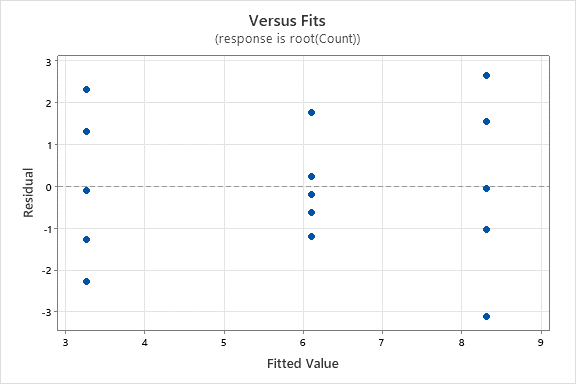 Versus Fits
(response is root(Count))
3
2
1
0
-1
-2
-3
Residual
3 4 5 6 7 8 9
Fitted Value